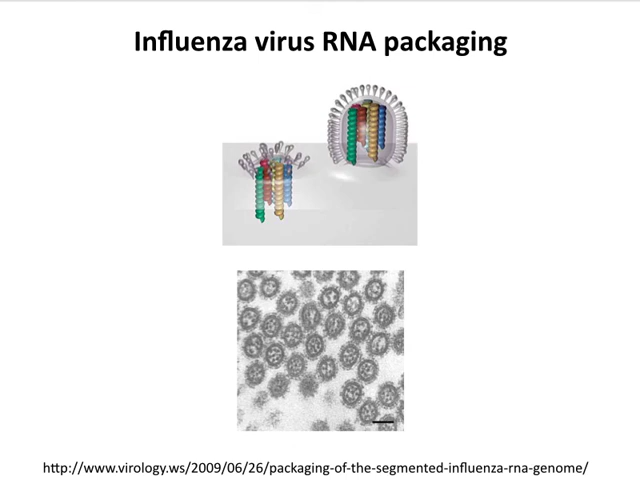 Influenza virus RNA packaging
http://www.virology.ws/2009/06/26/packaging-of-the-segmented-influenza-rna-genome/